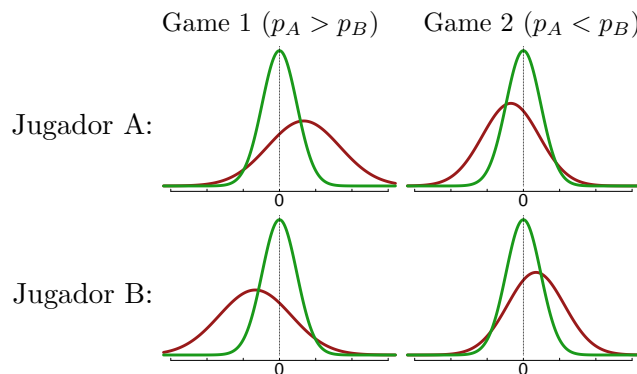 Game 1 (p_A > p_B) Game 2 (p_A < p_B)
Jugador A:
0 0
Jugador B:
0 0